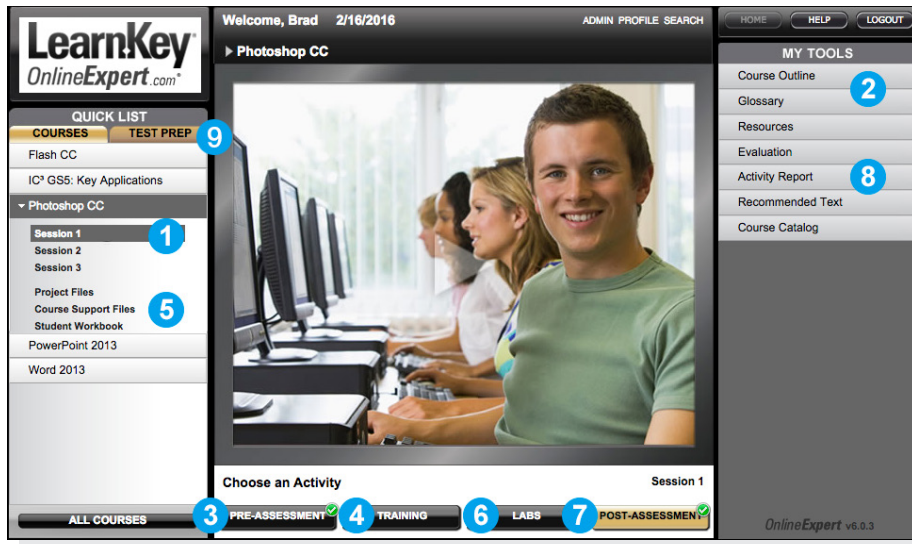 LearnKey
OnlineExpert.com
Welcome, Brad 2/16/2016
ADMIN PROFILE SEARCH
HOME
HELP
LOGOUT
Photoshop CC
MY TOOLS
QUICK LIST
COURSES
TEST PREP
9
Flash CC
IC³ GS5: Key Applications
Photoshop CC
Session 1
1
Session 2
Session 3
Project Files
Course Support Files
5
Student Workbook
PowerPoint 2013
Word 2013
ALL COURSES
Course Outline
2
Glossary
Resources
Evaluation
Activity Report
8
Recommended Text
Course Catalog
Choose an Activity
Session 1
3
PRE-ASSESSMENT
4
TRAINING
6
LABS
7
POST-ASSESSMENT
OnlineExpert v6.0.3